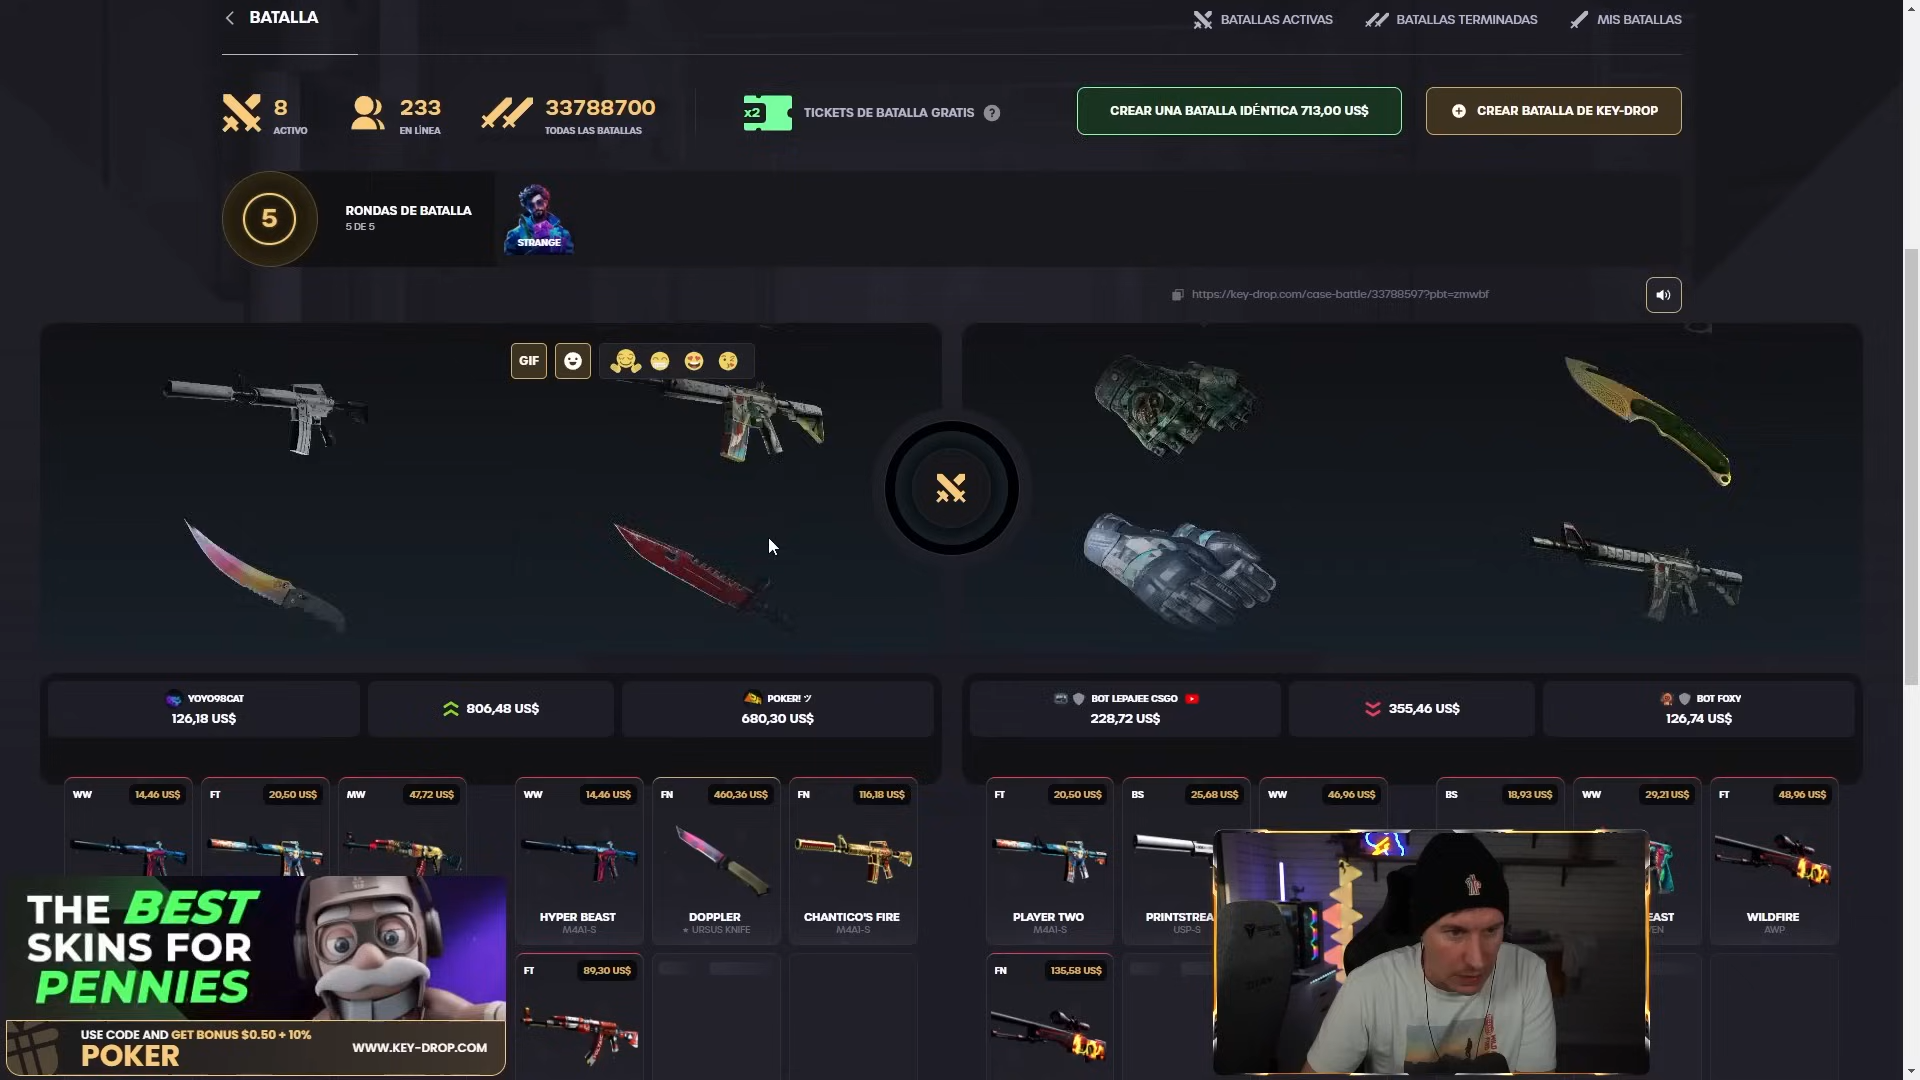 BATALLA
BATALLAS ACTIVAS
BATALLAS TERMINADAS
MIS BATALLAS
8
ACTIVO
233
EN LÍNEA
33788700
TODAS LAS BATALLAS
x2
TICKETS DE BATALLA GRATIS
?
CREAR UNA BATALLA IDÉNTICA 713,00 US$
CREAR BATALLA DE KEY-DROP
5
RONDAS DE BATALLA
5 DE 5
STRANGE
https://key-drop.com/case-battle/33788597?pbt=zmwbf
GIF
YOYO98CAT
126,18 US$
806,48 US$
POKER! ツ
680,30 US$
BOT LEPAJEE CSGO
228,72 US$
355,46 US$
BOT FOXY
126,74 US$
WW 14,46 US$
FT 20,50 US$
MW 47,72 US$
WW 14,46 US$
FN 460,36 US$
FN 116,18 US$
FT 20,50 US$
BS 25,68 US$
WW 46,96 US$
BS 18,93 US$
WW 29,21 US$
FT 48,96 US$
HYPER BEAST
M4A1-S
DOPPLER
★ URSUS KNIFE
CHANTICO'S FIRE
M4A1-S
PLAYER TWO
M4A1-S
PRINTSTREA
USP-S
EAST
VEN
WILDFIRE
AWP
FT 89,30 US$
FN 135,58 US$
THE BEST
SKINS FOR
PENNIES
USE CODE AND GET BONUS $0.50 + 10%
POKER
WWW.KEY-DROP.COM